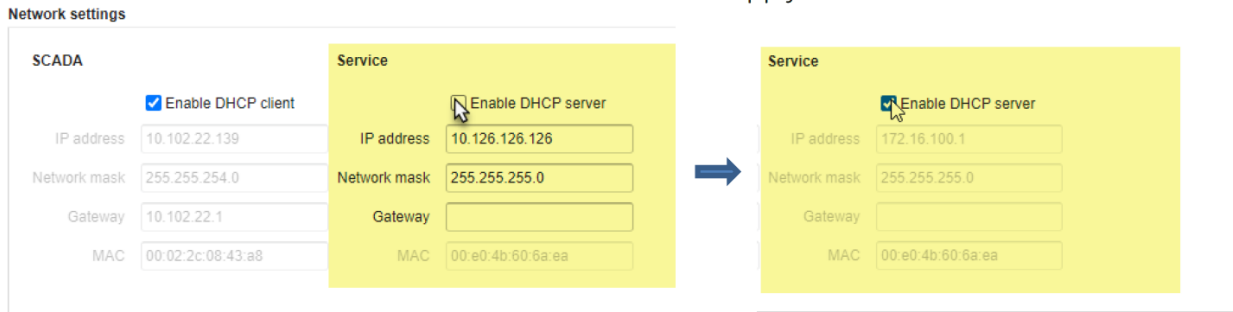 Network settings
SCADA
Enable DHCP client
IP address 10.102.22.139
Network mask 255.255.254.0
Gateway 10.102.22.1
MAC 00:02:2c:08:43:a8
Service
Enable DHCP server
IP address 10.126.126.126
Network mask 255.255.255.0
Gateway
MAC 00:e0:4b:60:6a:ea
Service
Enable DHCP server
IP address 172.16.100.1
Network mask 255.255.255.0
Gateway
MAC 00:e0:4b:60:6a:ea